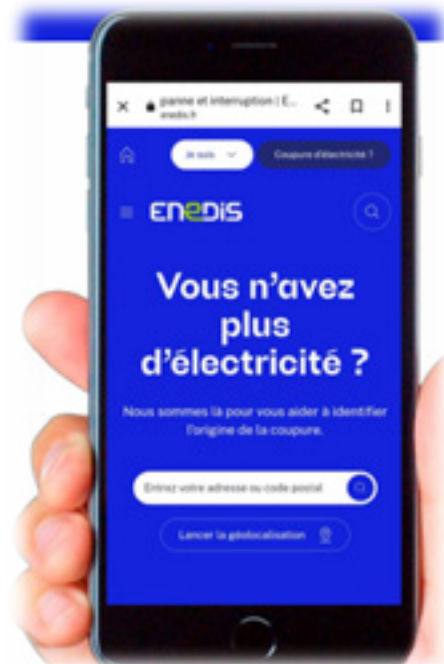 panne et interruption | E...
enedis.fr
Je suis
Coupure d'électricité ?
ENEDIS
Vous n'avez
plus
d'électricité ?
Nous sommes là pour vous aider à identifier
l'origine de la coupure.
Entrez votre adresse ou code postal
Lancer la géolocalisation